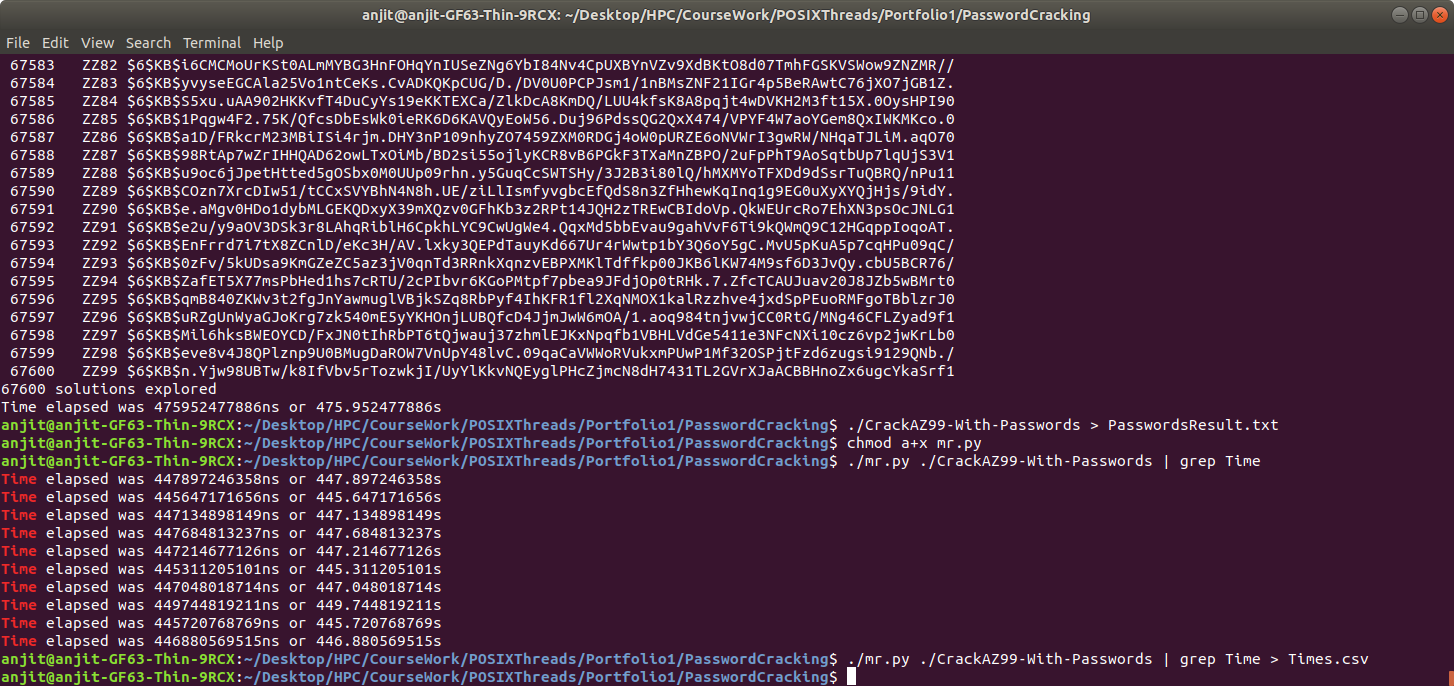 anjit@anjit-GF63-Thin-9RCX: ~/Desktop/HPC/CourseWork/POSIXThreads/Portfolio1/PasswordCracking
File Edit View Search Terminal Help
67583 ZZ82 $6$KB$i6CMCMoUrKSt0ALmMYBG3HnFOHqYnIUSeZNg6YbI84Nv4CpUXBYnVZv9XdBKtO8d07TmhFGSKVSWow9ZNZMR//
67584 ZZ83 $6$KB$yvyseEGCAla25Vo1ntCeKs.CvADKQKpCUG/D./DV0U0PCPJsm1/1nBMsZNF21IGr4p5BeRAwtC76jXO7jGB1Z.
67585 ZZ84 $6$KB$S5xu.uAA902HKKvfT4DuCyYs19eKKTEXCa/ZlkDcA8KmDQ/LUU4kfsK8A8pqjt4wDVKH2M3ft15X.0OysHPI90
67586 ZZ85 $6$KB$1Pqgw4F2.75K/QfcsDbEsWk0ieRK6D6KAVQyEoW56.Duj96PdssQG2QxX474/VPYF4W7aoYGem8QxIWKMKco.0
67587 ZZ86 $6$KB$a1D/FRkcrM23MBiISi4rjm.DHY3nP109nhyZO7459ZXM0RDGj4oW0pURZE6oNVWrI3gwRW/NHqaTJLiM.aqO70
67588 ZZ87 $6$KB$98RtAp7wZrIHHQAD62owLTxOiMb/BD2si55ojlyKCR8vB6PGkF3TXaMnZBPO/2uFpPhT9AoSqtbUp7lqUjS3V1
67589 ZZ88 $6$KB$u9oc6jJpetHtted5gOSbx0M0UUp09rhn.y5GuqCcSWTSHy/3J2B3i80lQ/hMXMYoTFXDd9dSsrTuQBRQ/nPu11
67590 ZZ89 $6$KB$COzn7XrcDIw51/tCCxSVYBhN4N8h.UE/ziLlIsmfyvgbcEfQdS8n3ZfHhewKqInq1g9EG0uXyXYQjHjs/9idY.
67591 ZZ90 $6$KB$e.aMgv0HDo1dybMLGEKQDxyX39mXQzv0GFhKb3z2RPt14JQH2zTREwCBIdoVp.QkWEUrcRo7EhXN3psOcJNLG1
67592 ZZ91 $6$KB$e2u/y9aOV3DSk3r8LAhqRiblH6CpkhLYC9CwUgWe4.QqxMd5bbEvau9gahVvF6Ti9kQWmQ9C12HGqppIoqoAT.
67593 ZZ92 $6$KB$EnFrrd7i7tX8ZCnlD/eKc3H/AV.lxky3QEPdTauyKd667Ur4rWwtp1bY3Q6oY5gC.MvU5pKuA5p7cqHPu09qC/
67594 ZZ93 $6$KB$0zFv/5kUDsa9KmGZeZC5az3jV0qnTd3RRnkXqnzvEBPXMKlTdffkp00JKB6lKW74M9sf6D3JvQy.cbU5BCR76/
67595 ZZ94 $6$KB$ZafET5X77msPbHed1hs7cRTU/2cPIbvr6KGoPMtpf7pbea9JFdjOp0tRHk.7.ZfcTCAUJuav20J8JZb5wBMrt0
67596 ZZ95 $6$KB$qmB840ZKWv3t2fgJnYawmuglVBjkSZq8RbPyf4IhKFR1fl2XqNMOX1kalRzzhve4jxdSpPEuoRMFgoTBblzrJ0
67597 ZZ96 $6$KB$uRZgUnWyaGJoKrg7zk540mE5yYKHOnjLUBQfcD4JjmJwW6mOA/1.aoq984tnjvwjCC0RtG/MNg46CFLZyad9f1
67598 ZZ97 $6$KB$Mil6hksBWEOYCD/FxJN0tIhRbPT6tQjwauj37zhmlEJKxNpqfb1VBHLVdGe5411e3NFcNXi10cz6vp2jwKrLb0
67599 ZZ98 $6$KB$eve8v4J8QPlznp9U0BMugDaROW7VnUpY48lvC.09qaCaVWWoRVukxmPUwP1Mf32OSPjtFzd6zugsi9129QNb./
67600 ZZ99 $6$KB$n.Yjw98UBTw/k8IfVbv5rTozwkjI/UyYlKkvNQEyglPHcZjmcN8dH7431TL2GVrXJaACBBHnoZx6ugcYkaSrf1
67600 solutions explored
Time elapsed was 475952477886ns or 475.952477886s
anjit@anjit-GF63-Thin-9RCX:~/Desktop/HPC/CourseWork/POSIXThreads/Portfolio1/PasswordCracking$ ./CrackAZ99-With-Passwords > PasswordsResult.txt
anjit@anjit-GF63-Thin-9RCX:~/Desktop/HPC/CourseWork/POSIXThreads/Portfolio1/PasswordCracking$ chmod a+x mr.py
anjit@anjit-GF63-Thin-9RCX:~/Desktop/HPC/CourseWork/POSIXThreads/Portfolio1/PasswordCracking$ ./mr.py ./CrackAZ99-With-Passwords | grep Time
Time elapsed was 447897246358ns or 447.897246358s
Time elapsed was 445647171656ns or 445.647171656s
Time elapsed was 447134898149ns or 447.134898149s
Time elapsed was 447684813237ns or 447.684813237s
Time elapsed was 447214677126ns or 447.214677126s
Time elapsed was 445311205101ns or 445.311205101s
Time elapsed was 447048018714ns or 447.048018714s
Time elapsed was 449744819211ns or 449.744819211s
Time elapsed was 445720768769ns or 445.720768769s
Time elapsed was 446880569515ns or 446.880569515s
anjit@anjit-GF63-Thin-9RCX:~/Desktop/HPC/CourseWork/POSIXThreads/Portfolio1/PasswordCracking$ ./mr.py ./CrackAZ99-With-Passwords | grep Time > Times.csv
anjit@anjit-GF63-Thin-9RCX:~/Desktop/HPC/CourseWork/POSIXThreads/Portfolio1/PasswordCracking$